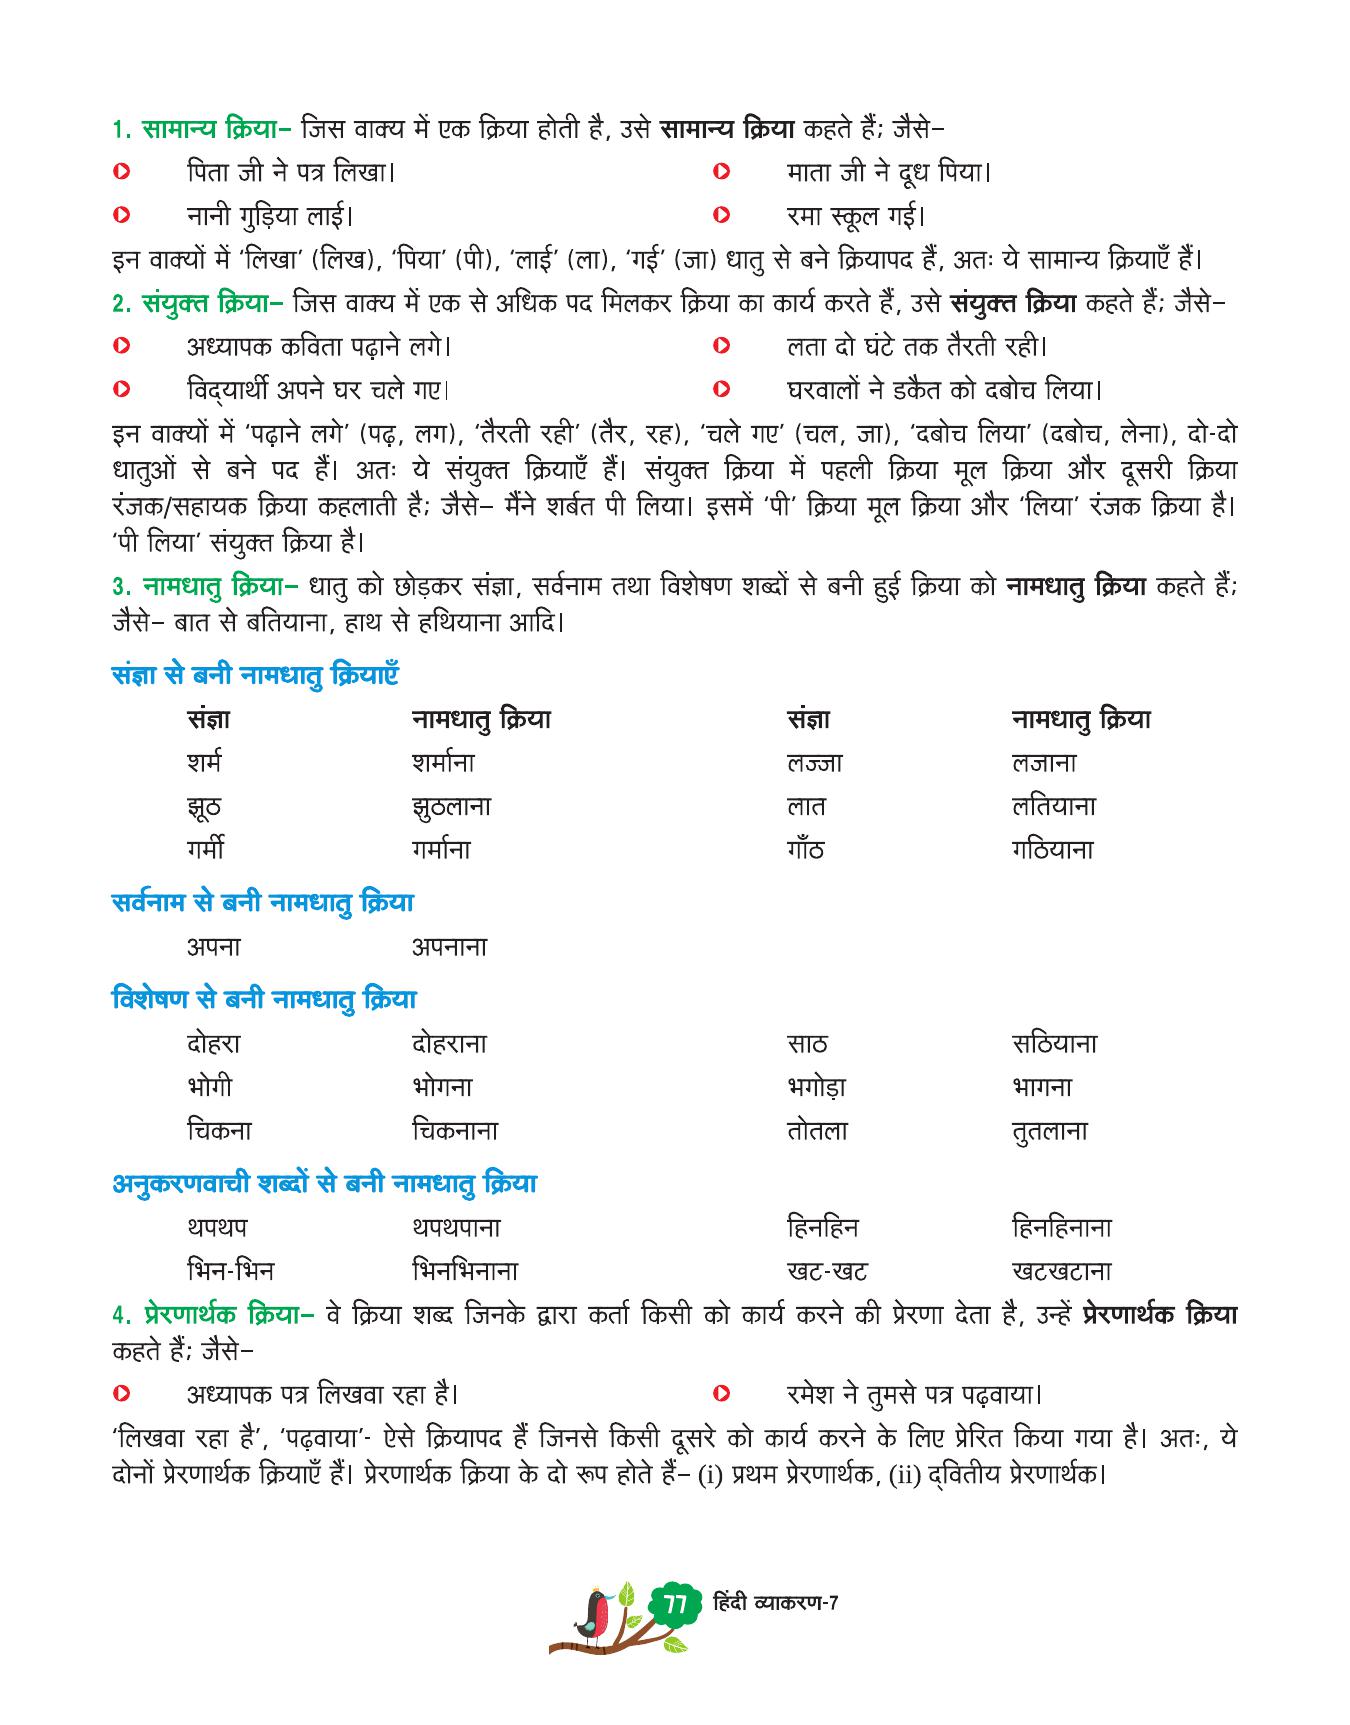 1. सामान्य क्रिया– जिस वाक्य में एक क्रिया होती है, उसे सामान्य क्रिया कहते हैं; जैसे–
पिता जी ने पत्र लिखा। माता जी ने दूध पिया।
नानी गुड़िया लाई। रमा स्कूल गई।
इन वाक्यों में ‘लिखा’ (लिख), ‘पिया’ (पी), ‘लाई’ (ला), ‘गई’ (जा) धातु से बने क्रियापद हैं, अतः ये सामान्य क्रियाएँ हैं।
2. संयुक्त क्रिया– जिस वाक्य में एक से अधिक पद मिलकर क्रिया का कार्य करते हैं, उसे संयुक्त क्रिया कहते हैं; जैसे–
अध्यापक कविता पढ़ाने लगे। लता दो घंटे तक तैरती रही।
विद्‌यार्थी अपने घर चले गए। घरवालों ने डकैत को दबोच लिया।
इन वाक्यों में ‘पढ़ाने लगे’ (पढ़, लग), ‘तैरती रही’ (तैर, रह), ‘चले गए’ (चल, जा), ‘दबोच लिया’ (दबोच, लेना), दो-दो
धातुओं से बने पद हैं। अतः ये संयुक्त क्रियाएँ हैं। संयुक्त क्रिया में पहली क्रिया मूल क्रिया और दूसरी क्रिया
रंजक/सहायक क्रिया कहलाती है; जैसे– मैंने शर्बत पी लिया। इसमें ‘पी’ क्रिया मूल क्रिया और ‘लिया’ रंजक क्रिया है।
‘पी लिया’ संयुक्त क्रिया है।
3. नामधातु क्रिया– धातु को छोड़कर संज्ञा, सर्वनाम तथा विशेषण शब्दों से बनी हुई क्रिया को नामधातु क्रिया कहते हैं;
जैसे– बात से बतियाना, हाथ से हथियाना आदि।
संज्ञा से बनी नामधातु क्रियाएँ
संज्ञा नामधातु क्रिया संज्ञा नामधातु क्रिया
शर्म शर्माना लज्जा लजाना
झूठ झुठलाना लात लतियाना
गर्मी गर्माना गाँठ गठियाना
सर्वनाम से बनी नामधातु क्रिया
अपना अपनाना
विशेषण से बनी नामधातु क्रिया
दोहरा दोहराना साठ सठियाना
भोगी भोगना भगोड़ा भागना
चिकना चिकनाना तोतला तुतलाना
अनुकरणवाची शब्दों से बनी नामधातु क्रिया
थपथप थपथपाना हिनहिन हिनहिनाना
भिन-भिन भिनभिनाना खट-खट खटखटाना
4. प्रेरणार्थक क्रिया– वे क्रिया शब्द जिनके द्वारा कर्ता किसी को कार्य करने की प्रेरणा देता है, उन्हें प्रेरणार्थक क्रिया
कहते हैं; जैसे–
अध्यापक पत्र लिखवा रहा है। रमेश ने तुमसे पत्र पढ़वाया।
‘लिखवा रहा है’, ‘पढ़वाया’- ऐसे क्रियापद हैं जिनसे किसी दूसरे को कार्य करने के लिए प्रेरित किया गया है। अतः, ये
दोनों प्रेरणार्थक क्रियाएँ हैं। प्रेरणार्थक क्रिया के दो रूप होते हैं– (i) प्रथम प्रेरणार्थक, (ii) द्‌वितीय प्रेरणार्थक।
77 हिंदी व्याकरण-7